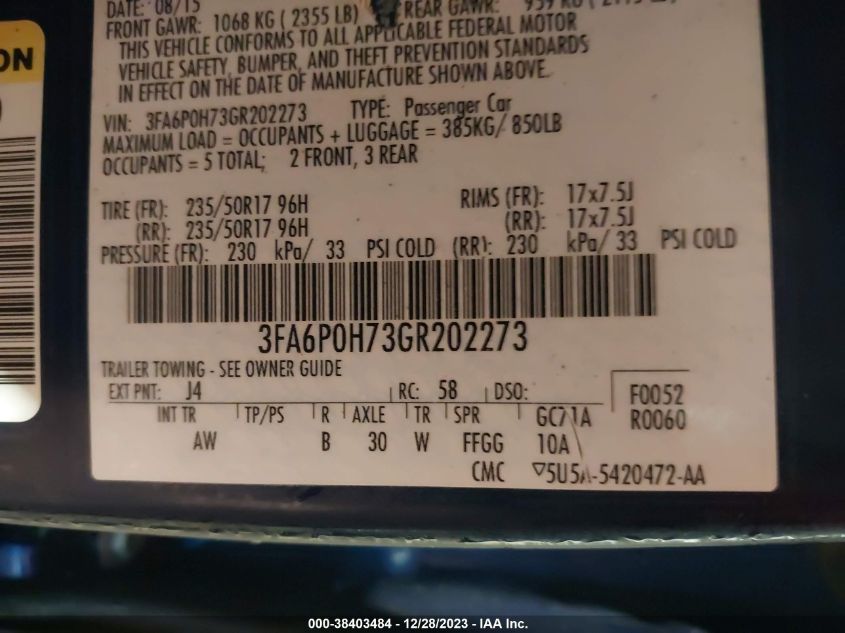 DATE: 08/15
FRONT GAWR: 1068 KG ( 2355 LB) REAR GAWR:
THIS VEHICLE CONFORMS TO ALL APPLICABLE FEDERAL MOTOR
VEHICLE SAFETY, BUMPER, AND THEFT PREVENTION STANDARDS
IN EFFECT ON THE DATE OF MANUFACTURE SHOWN ABOVE.
ON
VIN: 3FA6P0H73GR202273 TYPE: Passenger Car
MAXIMUM LOAD = OCCUPANTS + LUGGAGE = 385KG/ 850LB
OCCUPANTS = 5 TOTAL; 2 FRONT, 3 REAR
TIRE (FR): 235/50R17 96H RIMS (FR): 17x7.5J
(RR): 235/50R17 96H (RR): 17x7.5J
PRESSURE (FR): 230 kPa/ 33 PSI COLD (RR): 230 kPa/ 33 PSI COLD
3FA6P0H73GR202273
TRAILER TOWING - SEE OWNER GUIDE
EXT PNT: J4 RC: 58 DSO: F0052
INT TR TP/PS R AXLE TR SPR GC71A R0060
AW B 30 W FFGG 10A
CMC ▽5U5A-5420472-AA
000-38403484 - 12/28/2023 - IAA Inc.